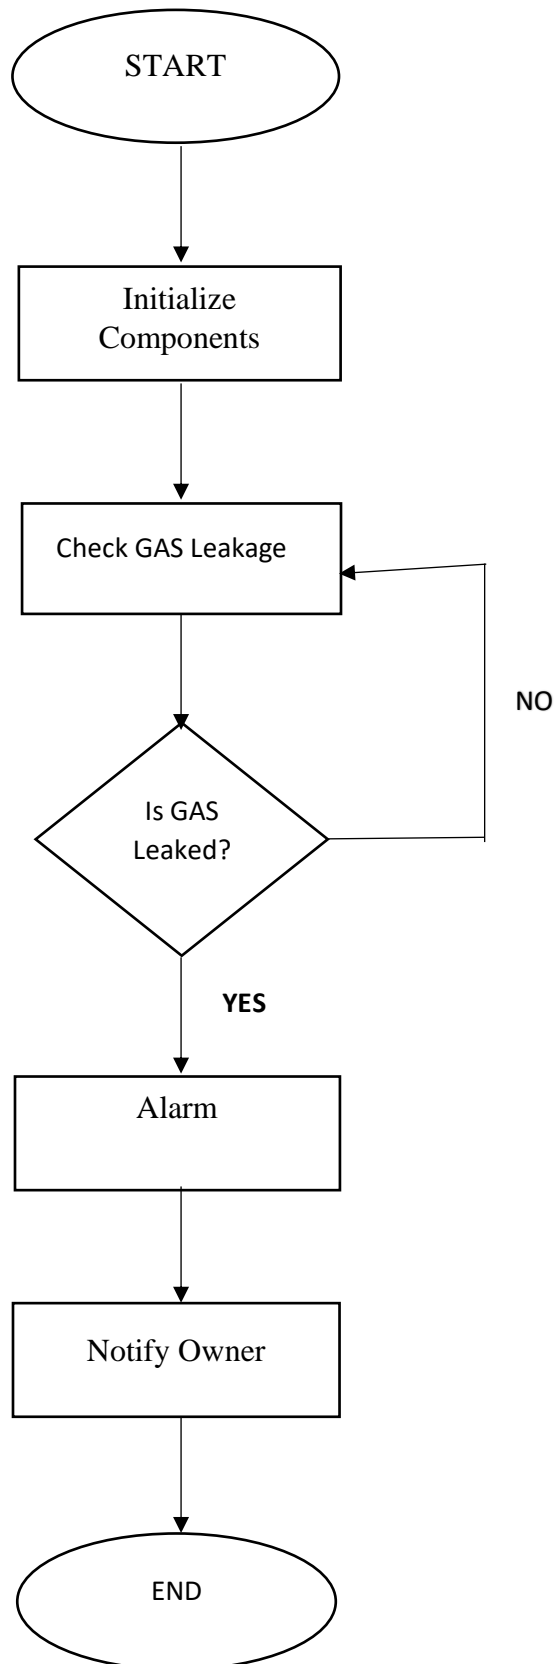 START
Initialize
Components
Check GAS Leakage
NO
Is GAS
Leaked?
YES
Alarm
Notify Owner
END